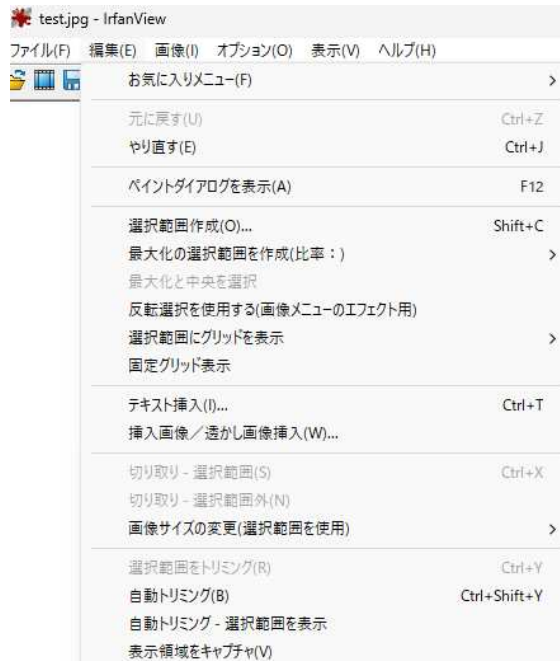 test.jpg - IrfanView
ファイル(F) 編集(E) 画像(I) オプション(O) 表示(V) ヘルプ(H)
お気に入りメニュー(F)
元に戻す(U) Ctrl+Z
やり直す(E) Ctrl+J
ペイントダイアログを表示(A) F12
選択範囲作成(O)... Shift+C
最大化の選択範囲を作成(比率：)
最大化と中央を選択
反転選択を使用する(画像メニューのエフェクト用)
選択範囲にグリッドを表示
固定グリッド表示
テキスト挿入(I)... Ctrl+T
挿入画像／透かし画像挿入(W)...
切り取り - 選択範囲(S) Ctrl+X
切り取り - 選択範囲外(N)
画像サイズの変更(選択範囲を使用)
選択範囲をトリミング(R) Ctrl+Y
自動トリミング(B) Ctrl+Shift+Y
自動トリミング - 選択範囲を表示
表示領域をキャプチャ(V)